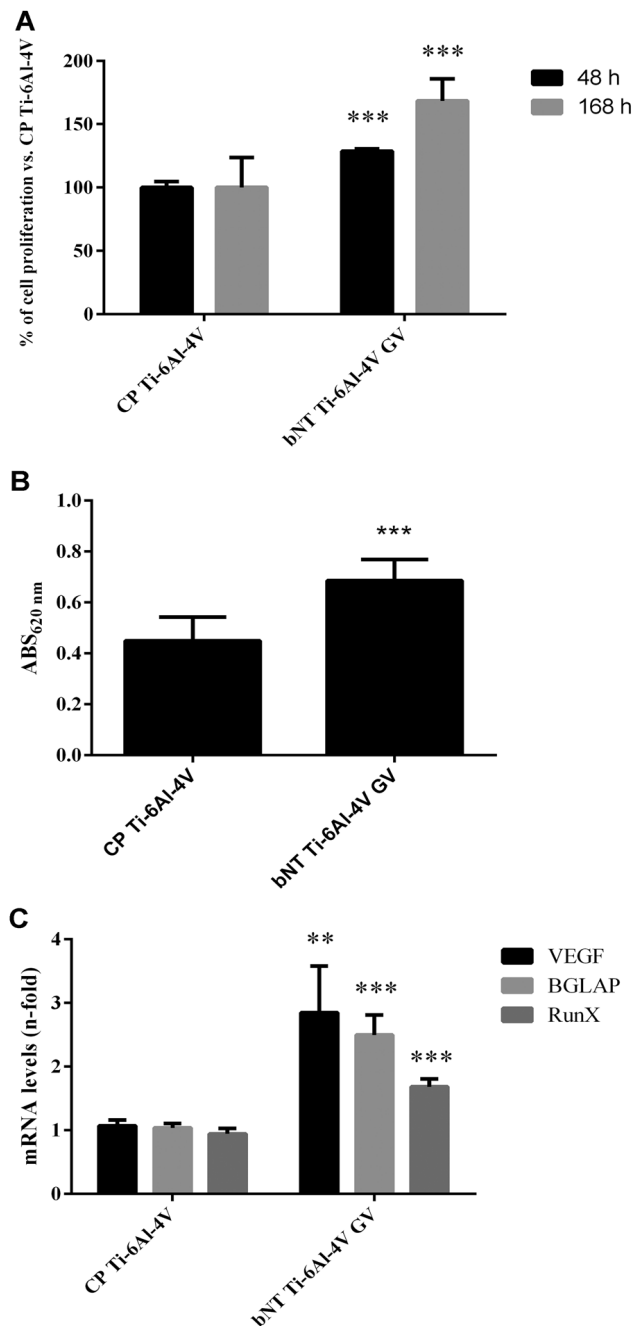 A
% of cell proliferation vs. CP Ti-6Al-4V
200
150
100
50
0
***
***
48 h
168 h
CP Ti-6Al-4V
bNT Ti-6Al-4V GV
B
ABS620 nm
1.0
0.8
0.6
0.4
0.2
0.0
***
CP Ti-6Al-4V
bNT Ti-6Al-4V GV
C
mRNA levels (n-fold)
4
3
2
1
0
**
***
***
VEGF
BGLAP
RunX
CP Ti-6Al-4V
bNT Ti-6Al-4V GV